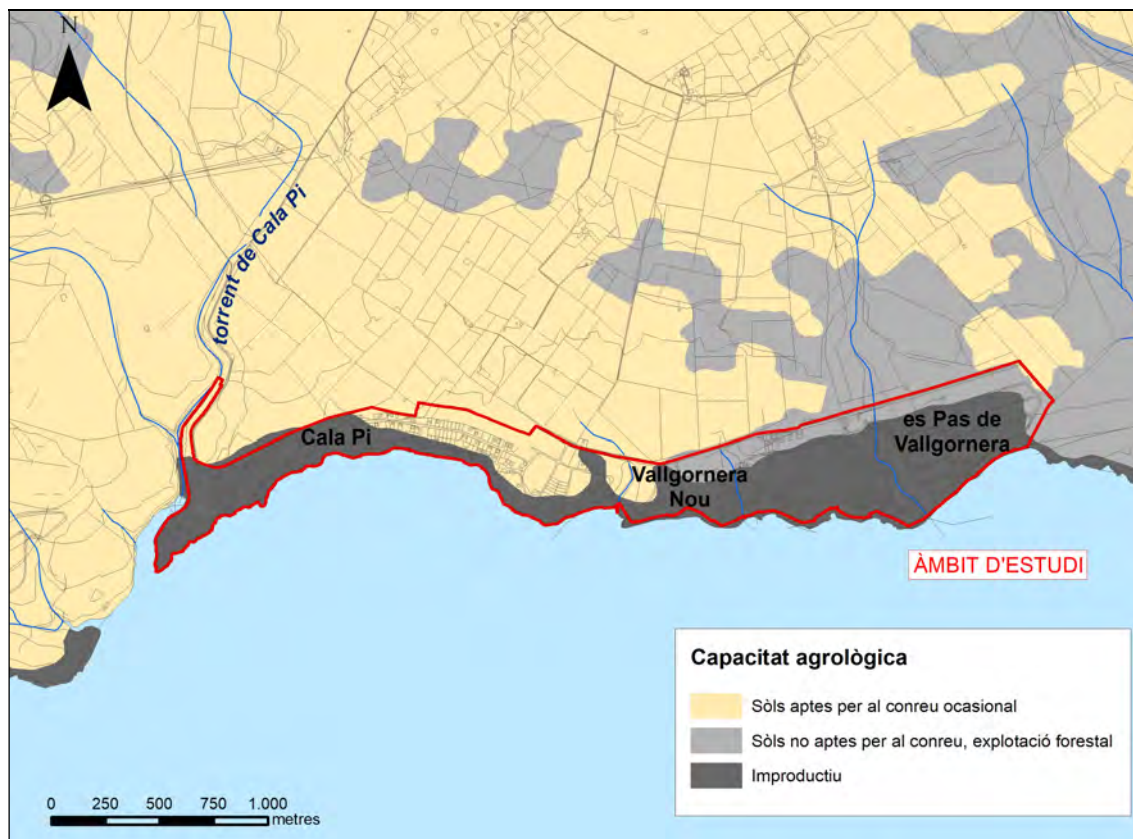 N
torrent de Cala Pi
Cala Pi
es Pas de
Vallgornera
Vallgornera
Nou
ÀMBIT D'ESTUDI
Capacitat agrològica
Sòls aptes per al conreu ocasional
Sòls no aptes per al conreu, explotació forestal
Improductiu
0 250 500 750 1.000
metres